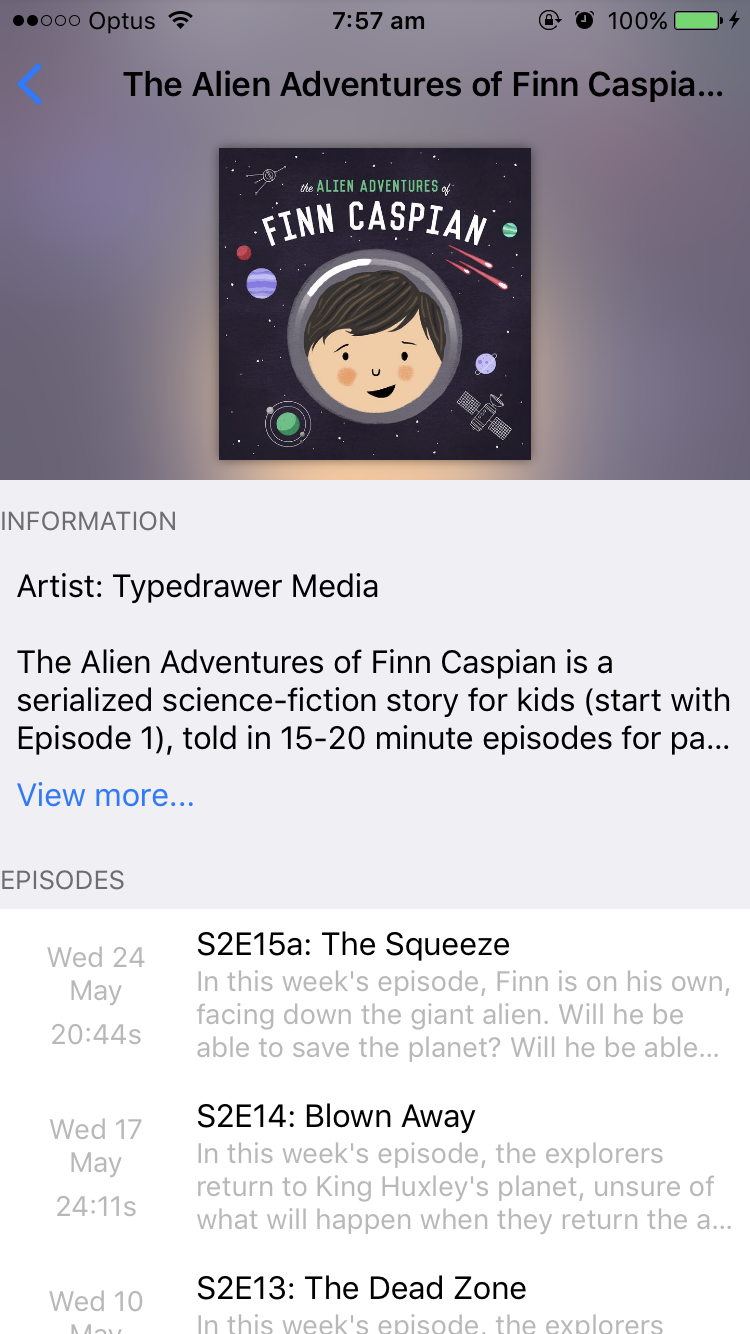 Optus 7:57 am 100%
The Alien Adventures of Finn Caspia...
the ALIEN ADVENTURES of
FINN CASPIAN
INFORMATION
Artist: Typedrawer Media
The Alien Adventures of Finn Caspian is a
serialized science-fiction story for kids (start with
Episode 1), told in 15-20 minute episodes for pa...
View more...
EPISODES
Wed 24
May
20:44s
S2E15a: The Squeeze
In this week's episode, Finn is on his own,
facing down the giant alien. Will he be
able to save the planet? Will he be able...
Wed 17
May
24:11s
S2E14: Blown Away
In this week's episode, the explorers
return to King Huxley's planet, unsure of
what will happen when they return the a...
Wed 10
May
S2E13: The Dead Zone
In this week's episode, the explorers